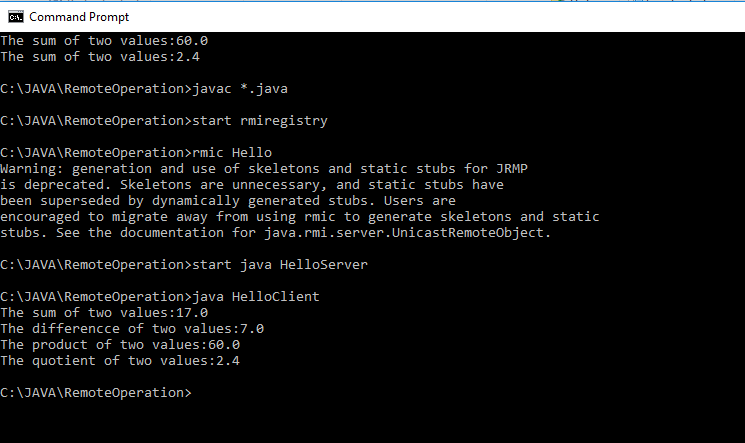 Command Prompt
The sum of two values:60.0
The sum of two values:2.4
C:\JAVA\RemoteOperation>javac *.java
C:\JAVA\RemoteOperation>start rmiregistry
C:\JAVA\RemoteOperation>rmic Hello
Warning: generation and use of skeletons and static stubs for JRMP
is deprecated. Skeletons are unnecessary, and static stubs have
been superseded by dynamically generated stubs. Users are
encouraged to migrate away from using rmic to generate skeletons and static
stubs. See the documentation for java.rmi.server.UnicastRemoteObject.
C:\JAVA\RemoteOperation>start java HelloServer
C:\JAVA\RemoteOperation>java HelloClient
The sum of two values:17.0
The differencce of two values:7.0
The product of two values:60.0
The quotient of two values:2.4
C:\JAVA\RemoteOperation>